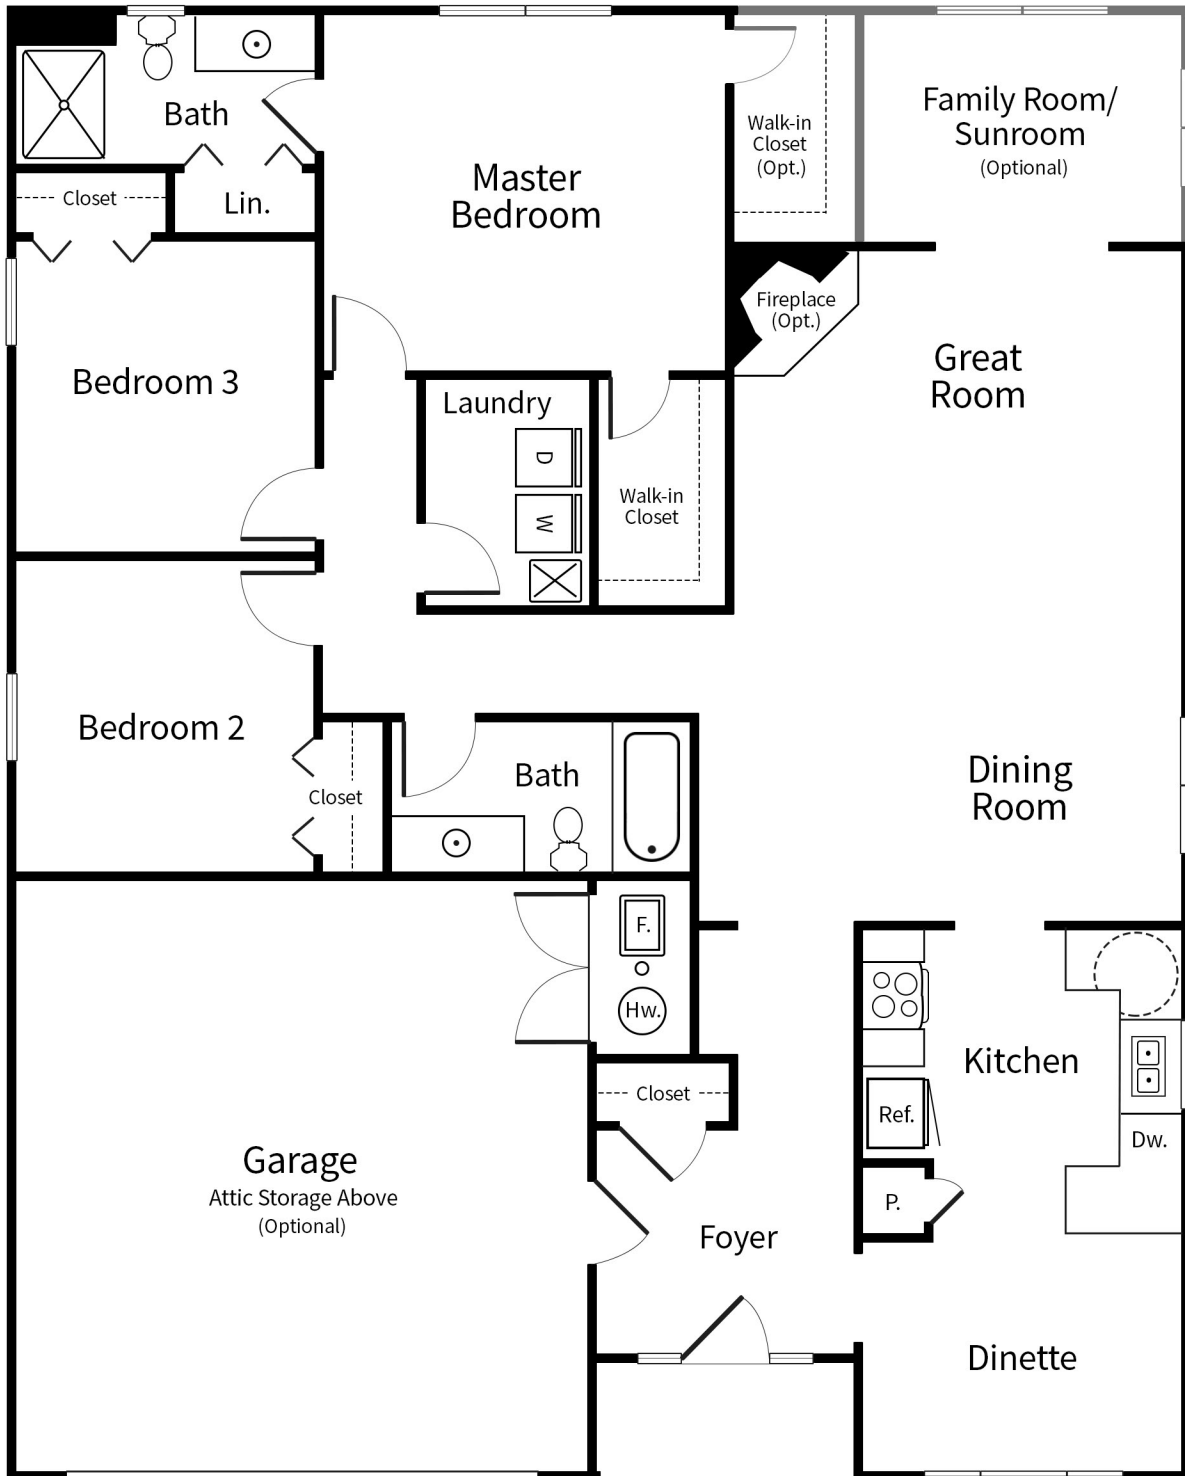 Bath
Walk-in
Closet
(Opt.)
Family Room/
Sunroom
(Optional)
Master
Bedroom
Closet
Lin.
Fireplace
(Opt.)
Great
Room
Bedroom 3
Laundry
D
W
Walk-in
Closet
Bedroom 2
Closet
Bath
Dining
Room
F.
Hw.
Kitchen
Closet
Ref.
Dw.
Garage
Attic Storage Above
(Optional)
P.
Foyer
Dinette